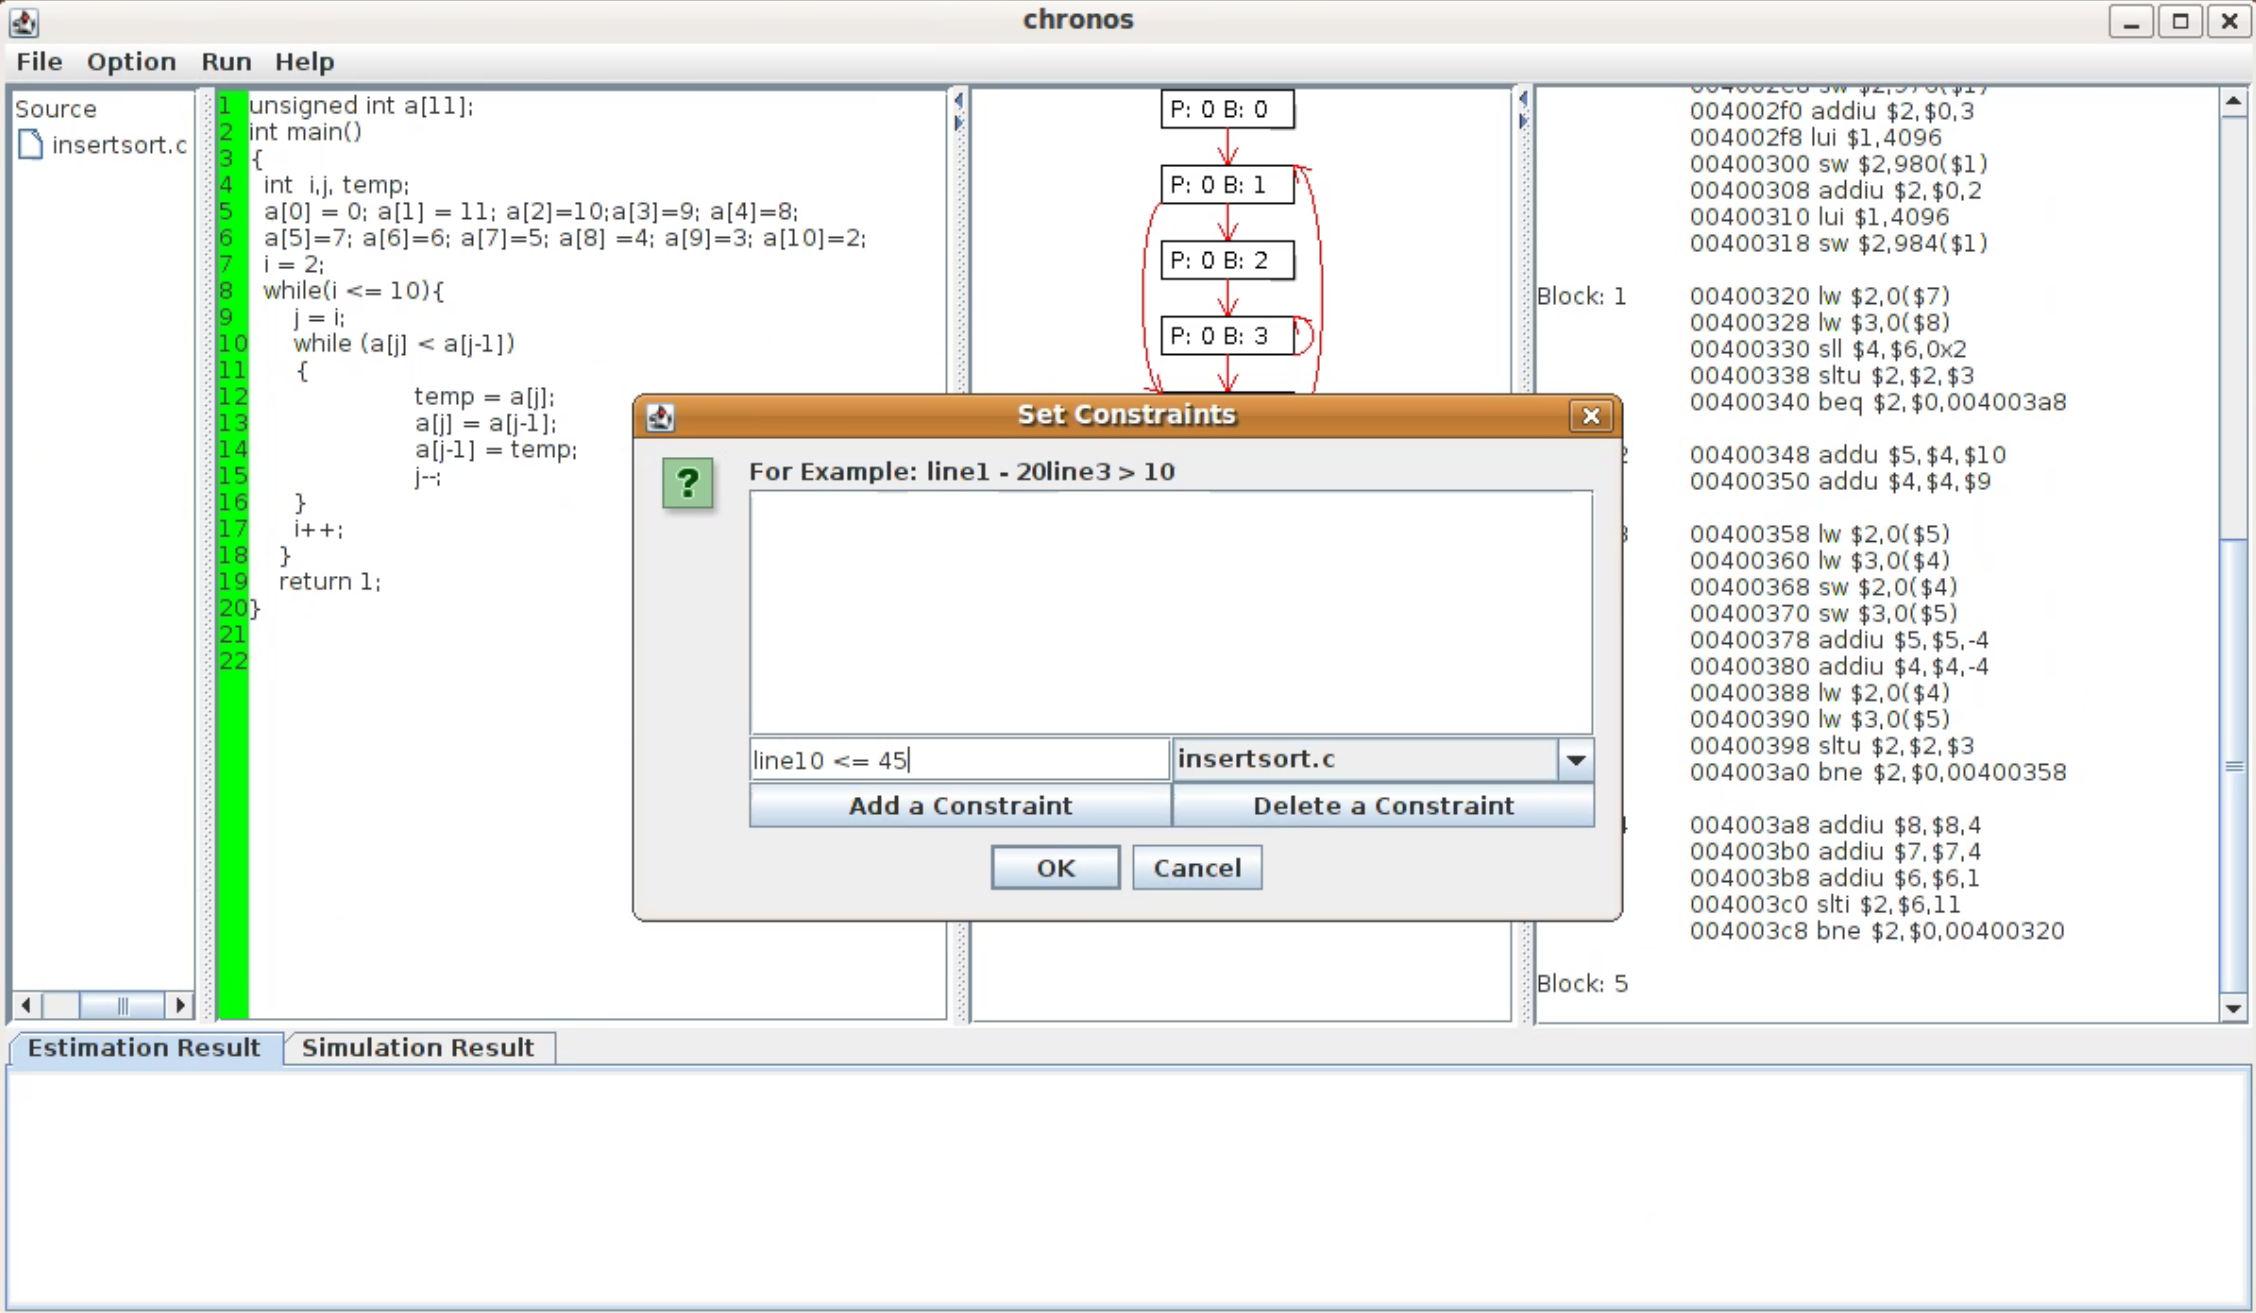 chronos
File Option Run Help
Source
insertsort.c
1 unsigned int a[11];
2 int main()
3 {
4 int i,j, temp;
5 a[0] = 0; a[1] = 11; a[2]=10;a[3]=9; a[4]=8;
6 a[5]=7; a[6]=6; a[7]=5; a[8] =4; a[9]=3; a[10]=2;
7 i = 2;
8 while(i <= 10){
9 j = i;
10 while (a[j] < a[j-1])
11 {
12 temp = a[j];
13 a[j] = a[j-1];
14 a[j-1] = temp;
15 j--;
16 }
17 i++;
18 }
19 return 1;
20 }
21
22
P: 0 B: 0
P: 0 B: 1
P: 0 B: 2
P: 0 B: 3
004002f0 addiu $2,$0,3
004002f8 lui $1,4096
00400300 sw $2,980($1)
00400308 addiu $2,$0,2
00400310 lui $1,4096
00400318 sw $2,984($1)
Block: 1 00400320 lw $2,0($7)
00400328 lw $3,0($8)
00400330 sll $4,$6,0x2
00400338 sltu $2,$2,$3
00400340 beq $2,$0,004003a8
00400348 addu $5,$4,$10
00400350 addu $4,$4,$9
00400358 lw $2,0($5)
00400360 lw $3,0($4)
00400368 sw $2,0($4)
00400370 sw $3,0($5)
00400378 addiu $5,$5,-4
00400380 addiu $4,$4,-4
00400388 lw $2,0($4)
00400390 lw $3,0($5)
00400398 sltu $2,$2,$3
004003a0 bne $2,$0,00400358
004003a8 addiu $8,$8,4
004003b0 addiu $7,$7,4
004003b8 addiu $6,$6,1
004003c0 slti $2,$6,11
004003c8 bne $2,$0,00400320
Block: 5
Set Constraints
?
For Example: line1 - 20line3 > 10
line10 <= 45
insertsort.c
Add a Constraint
Delete a Constraint
OK
Cancel
Estimation Result
Simulation Result